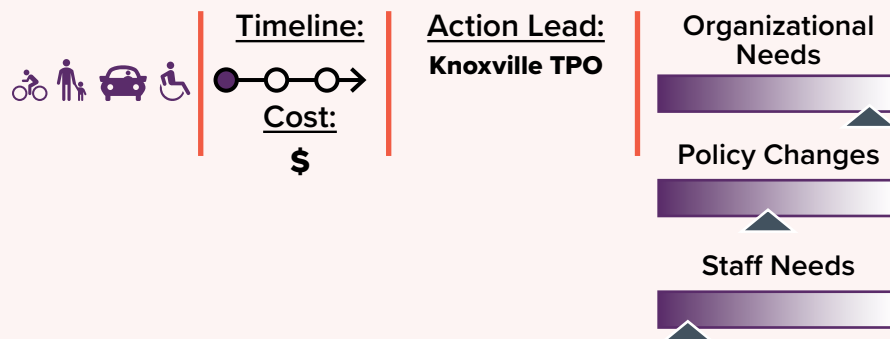 Timeline:
Cost:
$
Action Lead:
Knoxville TPO
Organizational
Needs
Policy Changes
Staff Needs